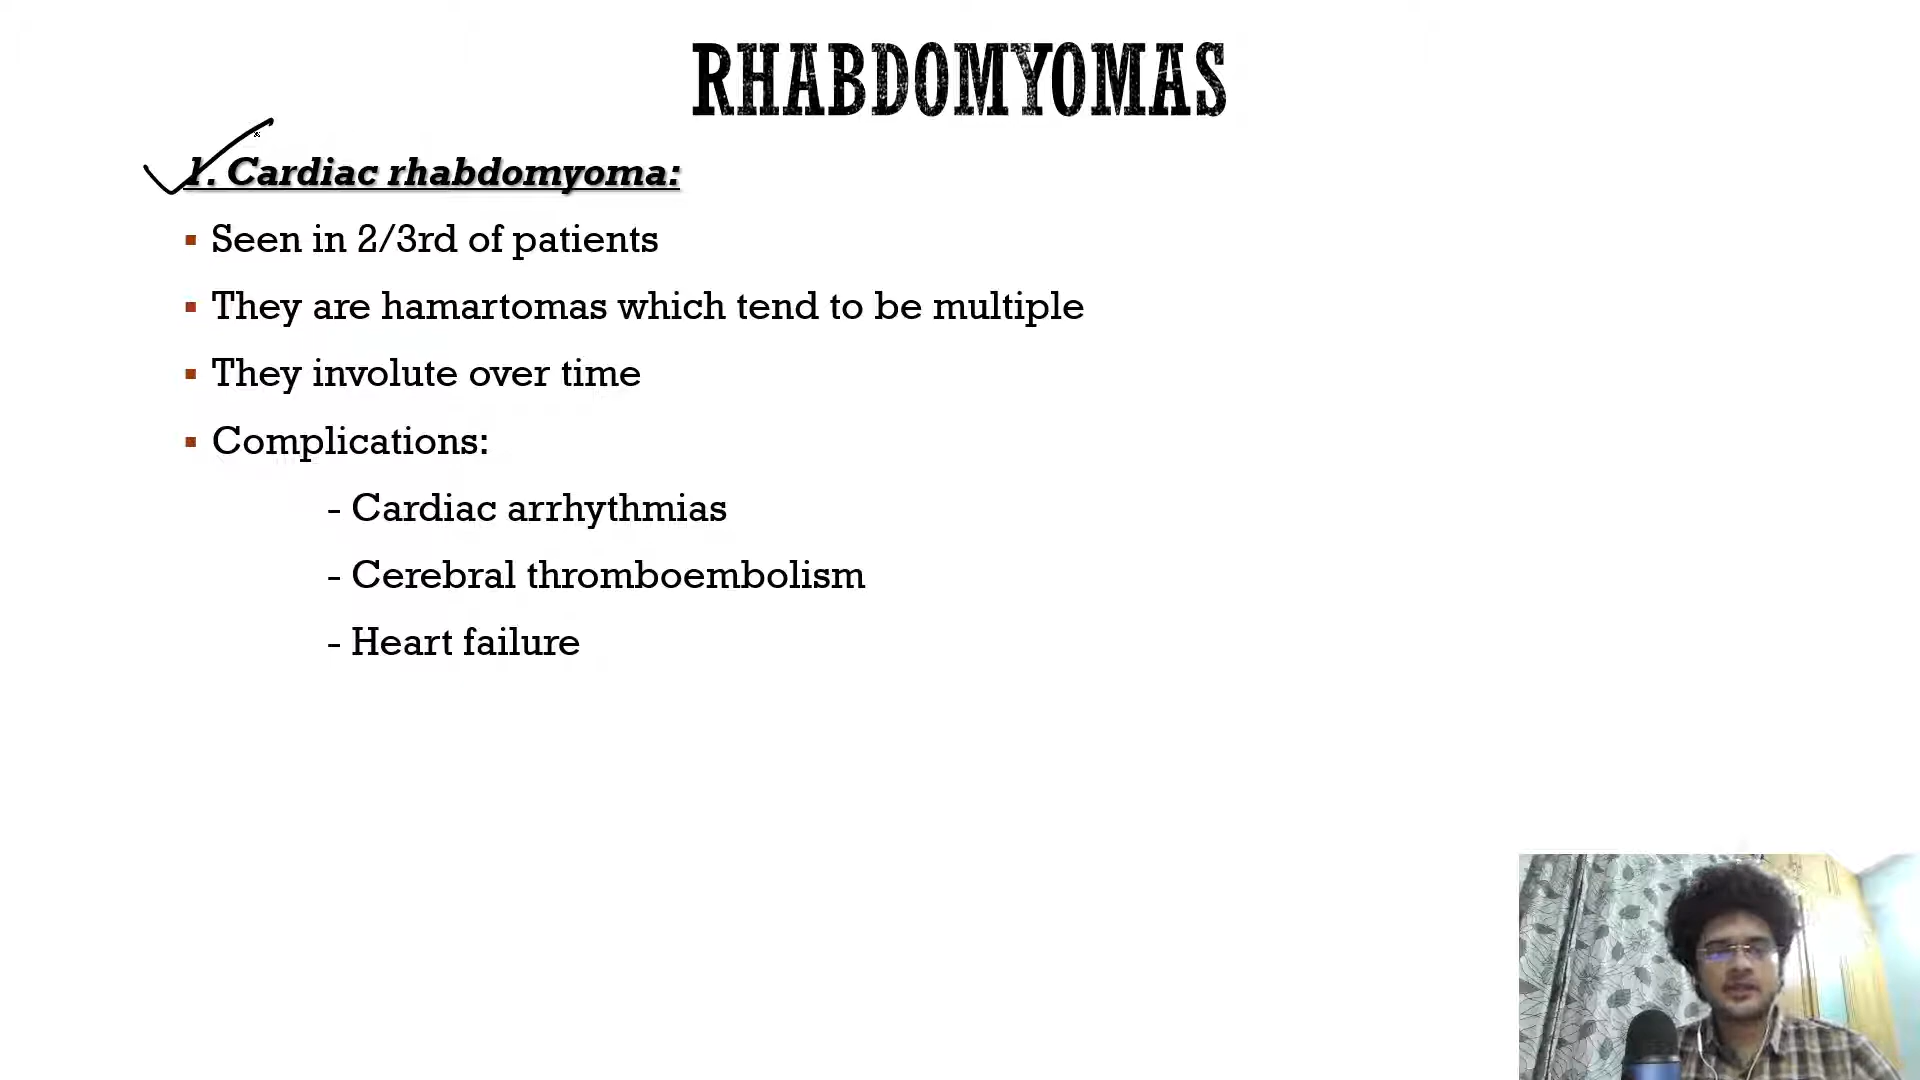 RHABDOMYOMAS
1. Cardiac rhabdomyoma:
▪ Seen in 2/3rd of patients
▪ They are hamartomas which tend to be multiple
▪ They involute over time
▪ Complications:
- Cardiac arrhythmias
- Cerebral thromboembolism
- Heart failure